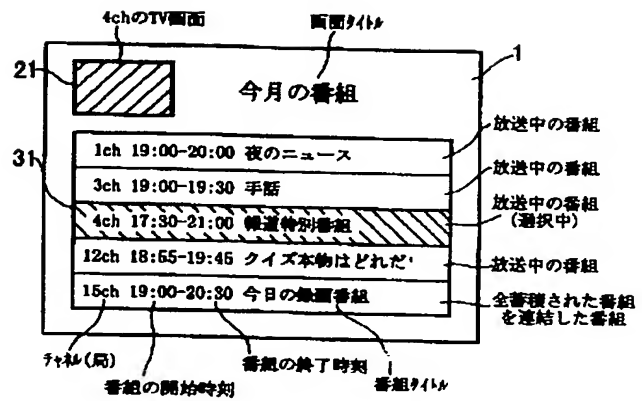 4chのTV画面
画面タイトル
21
1
今月の番組
31
1ch 19:00-20:00 夜のニュース
放送中の番組
3ch 19:00-19:30 手話
放送中の番組
4ch 17:30-21:00 報道特別番組
放送中の番組
(選択中)
12ch 18:55-19:45 クイズ本物はどれだ!
放送中の番組
15ch 19:00-20:30 今日の録画番組
全蓄積された番組
を連結した番組
チャネル(局)
番組の開始時刻
番組の終了時刻
番組タイトル